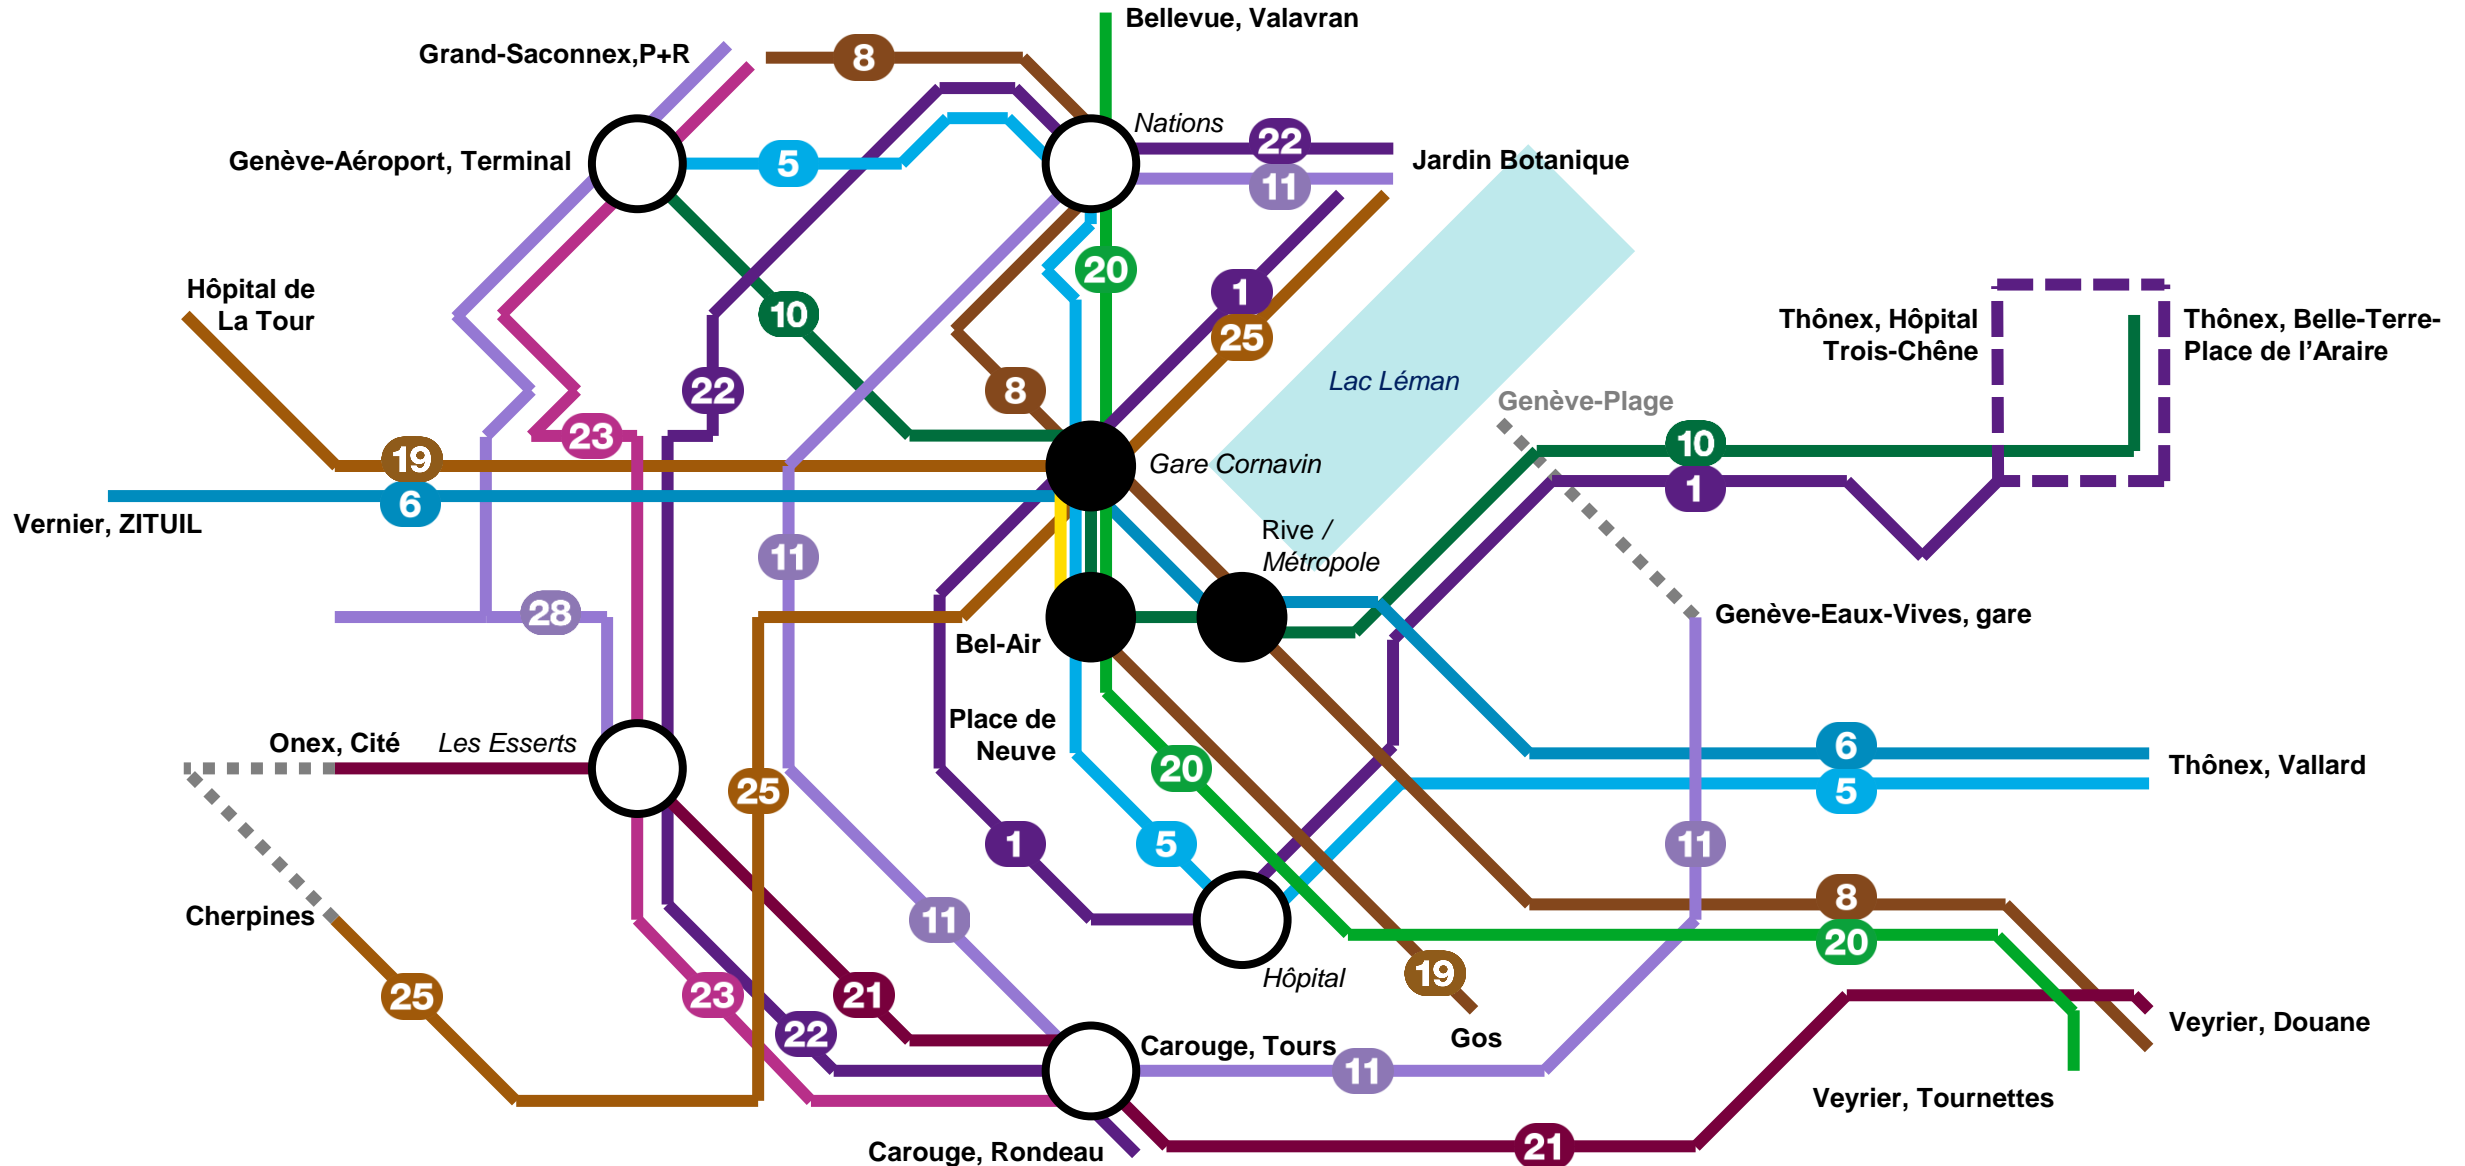 Bellevue, Valavran
Grand-Saconnex,P+R
8
Nations
22
Genève-Aéroport, Terminal
5
Jardin Botanique
11
20
Hôpital de
La Tour
1
10
25
Thônex, Hôpital
Trois-Chêne
Thônex, Belle-Terre-
Place de l'Araire
22
8
Lac Léman
Genève-Plage
23
10
19
Gare Cornavin
1
6
Vernier, ZITUIL
Rive /
Métropole
11
28
Genève-Eaux-Vives, gare
Bel-Air
Place de
Neuve
Onex, Cité
Les Esserts
6
20
Thônex, Vallard
25
5
1
5
11
8
Cherpines
11
20
19
Hôpital
25
23
21
22
Veyrier, Douane
Gos
Carouge, Tours
11
Veyrier, Tournettes
21
Carouge, Rondeau